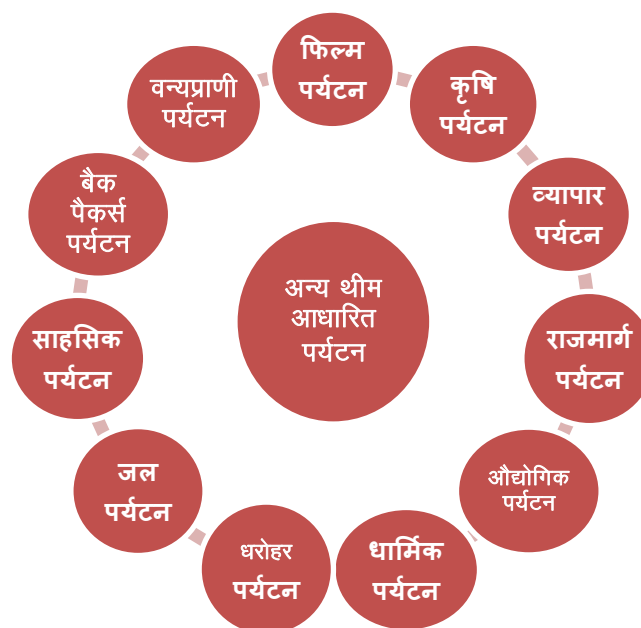 फिल्म
पर्यटन
कृषि
पर्यटन
व्यापार
पर्यटन
राजमार्ग
पर्यटन
औद्योगिक
पर्यटन
धार्मिक
पर्यटन
धरोहर
पर्यटन
जल
पर्यटन
साहसिक
पर्यटन
बैक
पैकर्स
पर्यटन
वन्यप्राणी
पर्यटन
अन्य थीम
आधारित
पर्यटन